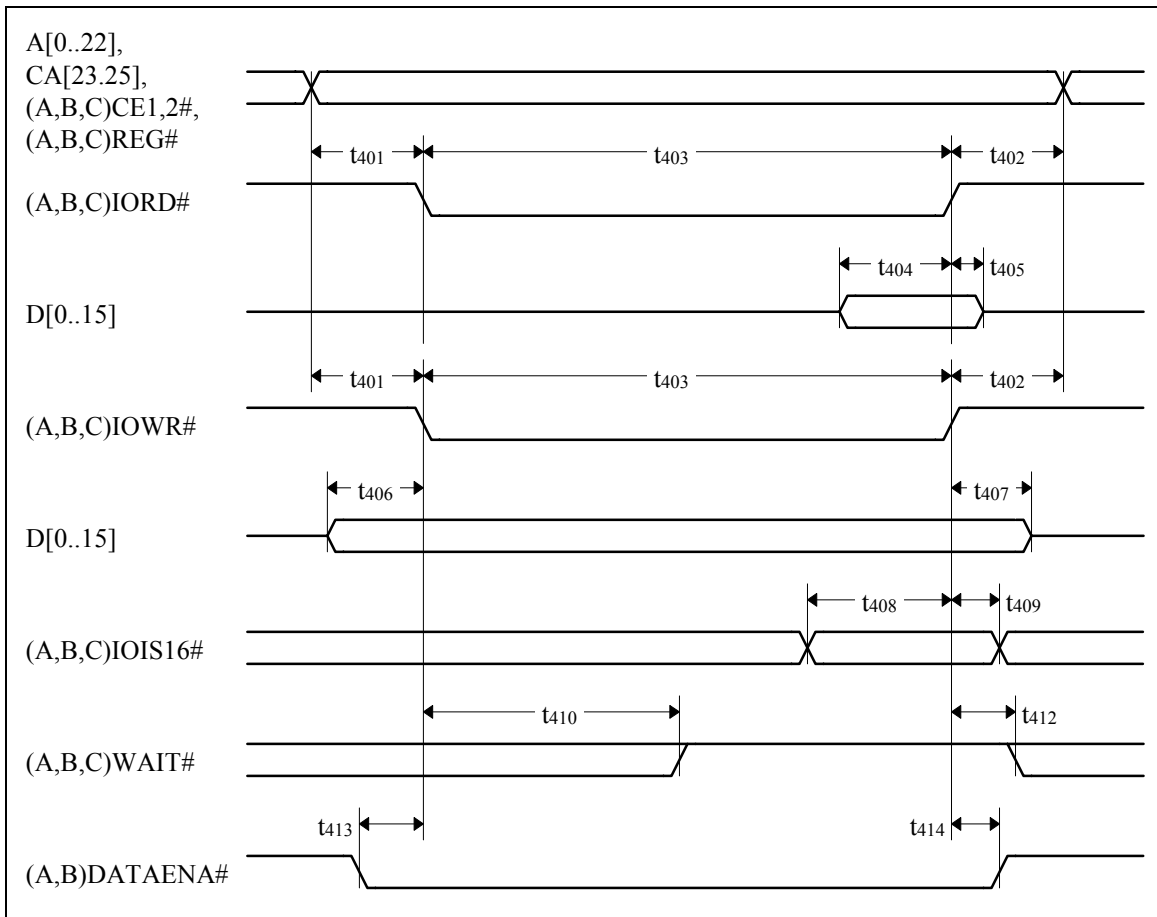 A[0..22],
CA[23.25],
(A,B,C)CE1,2#,
(A,B,C)REG#
t401 t403 t402
(A,B,C)IORD#
t404 t405
D[0..15]
t401 t403 t402
(A,B,C)IOWR#
t406 t407
D[0..15]
t408 t409
(A,B,C)IOIS16#
t410 t412
(A,B,C)WAIT#
t413 t414
(A,B)DATAENA#